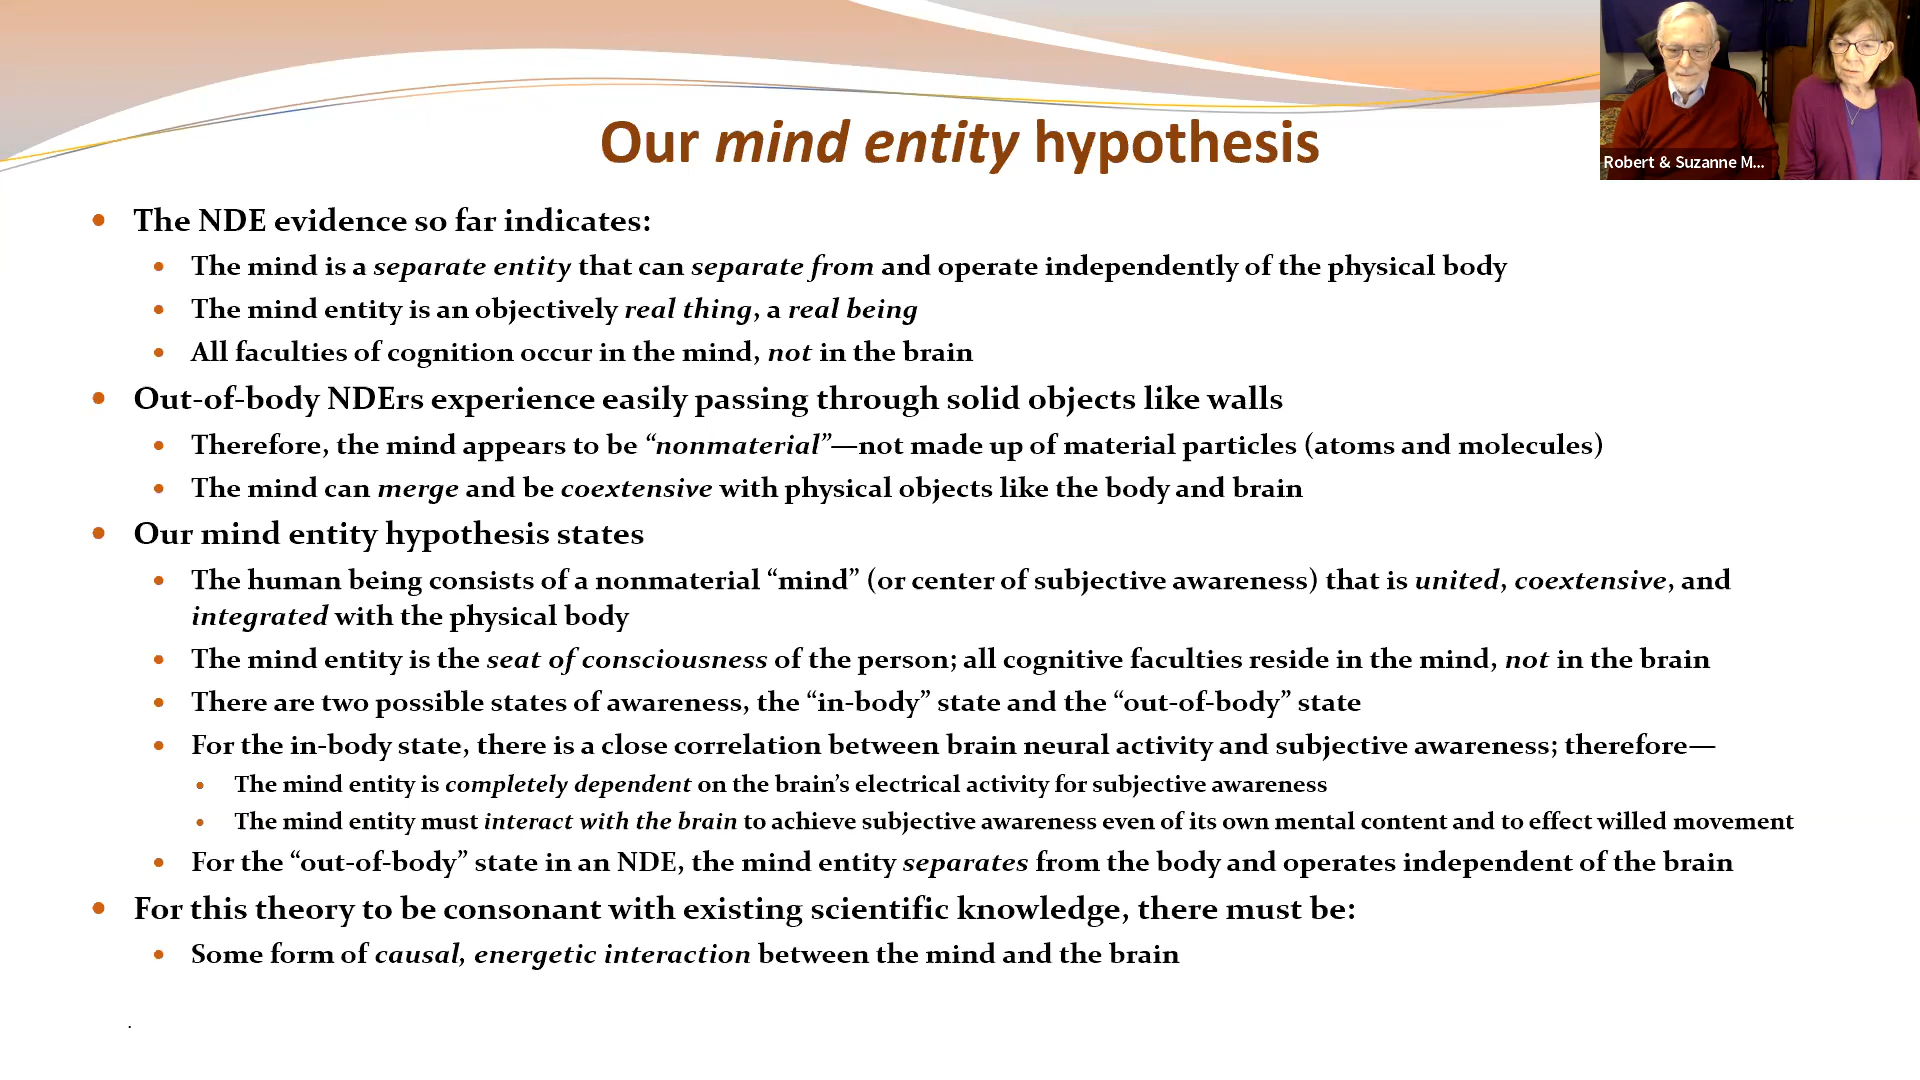 Our mind entity hypothesis
Robert & Suzanne M...
• The NDE evidence so far indicates:
• The mind is a separate entity that can separate from and operate independently of the physical body
• The mind entity is an objectively real thing, a real being
• All faculties of cognition occur in the mind, not in the brain
• Out-of-body NDErs experience easily passing through solid objects like walls
• Therefore, the mind appears to be “nonmaterial”—not made up of material particles (atoms and molecules)
• The mind can merge and be coextensive with physical objects like the body and brain
• Our mind entity hypothesis states
• The human being consists of a nonmaterial “mind” (or center of subjective awareness) that is united, coextensive, and
integrated with the physical body
• The mind entity is the seat of consciousness of the person; all cognitive faculties reside in the mind, not in the brain
• There are two possible states of awareness, the “in-body” state and the “out-of-body” state
• For the in-body state, there is a close correlation between brain neural activity and subjective awareness; therefore—
• The mind entity is completely dependent on the brain’s electrical activity for subjective awareness
• The mind entity must interact with the brain to achieve subjective awareness even of its own mental content and to effect willed movement
• For the “out-of-body” state in an NDE, the mind entity separates from the body and operates independent of the brain
• For this theory to be consonant with existing scientific knowledge, there must be:
• Some form of causal, energetic interaction between the mind and the brain
.